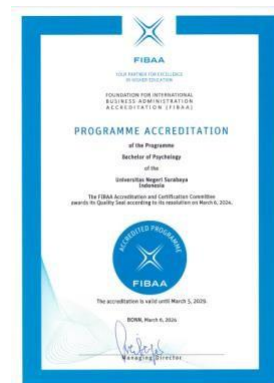 FIBAA
YOUR PARTNER FOR EXCELLENCE
IN HIGHER EDUCATION
FOUNDATION FOR INTERNATIONAL
BUSINESS ADMINISTRATION
ACCREDITATION (FIBAA)
PROGRAMME ACCREDITATION
of the Programme
Bachelor of Psychology
of the
Universitas Negeri Surabaya
Indonesia
The FIBAA Accreditation and Certification Committee
awards its Quality Seal according to its resolution on March 6, 2024.
ACCREDITED PROGRAMME
FIBAA
The accreditation is valid until March 5, 2029.
BONN, March 6, 2024
Managing Director